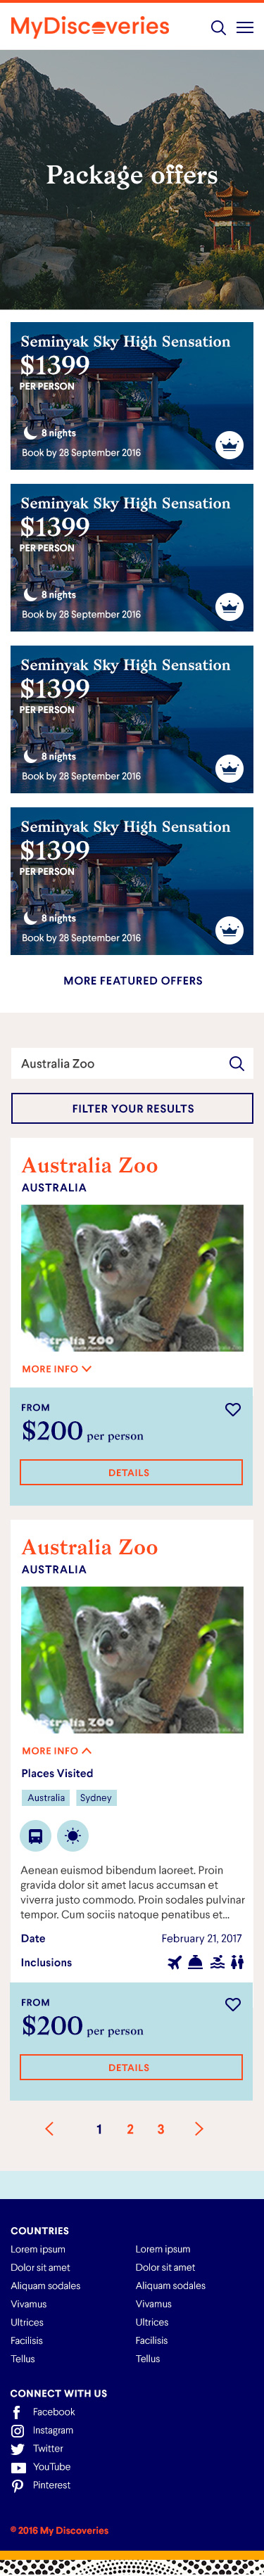 MyDiscoveries
Package offers
Seminyak Sky High Sensation
$1399
PER PERSON
8 nights
Book by 28 September 2016
Seminyak Sky High Sensation
$1399
PER PERSON
8 nights
Book by 28 September 2016
Seminyak Sky High Sensation
$1399
PER PERSON
8 nights
Book by 28 September 2016
Seminyak Sky High Sensation
$1399
PER PERSON
8 nights
Book by 28 September 2016
MORE FEATURED OFFERS
Australia Zoo
FILTER YOUR RESULTS
Australia Zoo
AUSTRALIA
AUSTRALIA ZOO
MORE INFO
FROM
$200 per person
DETAILS
Australia Zoo
AUSTRALIA
AUSTRALIA ZOO
MORE INFO
Places Visited
Australia Sydney
Aenean euismod bibendum laoreet. Proin
gravida dolor sit amet lacus accumsan et
viverra justo commodo. Proin sodales pulvinar
tempor. Cum sociis natoque penatibus et...
Date February 21, 2017
Inclusions
FROM
$200 per person
DETAILS
1 2 3
COUNTRIES
Lorem ipsum Lorem ipsum
Dolor sit amet Dolor sit amet
Aliquam sodales Aliquam sodales
Vivamus Vivamus
Ultrices Ultrices
Facilisis Facilisis
Tellus Tellus
CONNECT WITH US
Facebook
Instagram
Twitter
YouTube
Pinterest
© 2016 My Discoveries